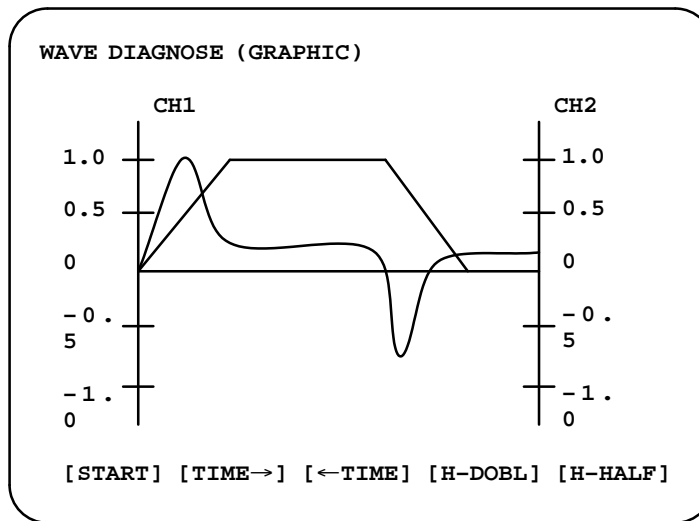 WAVE DIAGNOSE (GRAPHIC)
CH1 CH2
1.0 1.0
0.5 0.5
0 0
-0. -0.
5 5
-1. -1.
0 0
[START] [TIME→] [←TIME] [H-DOBL] [H-HALF]